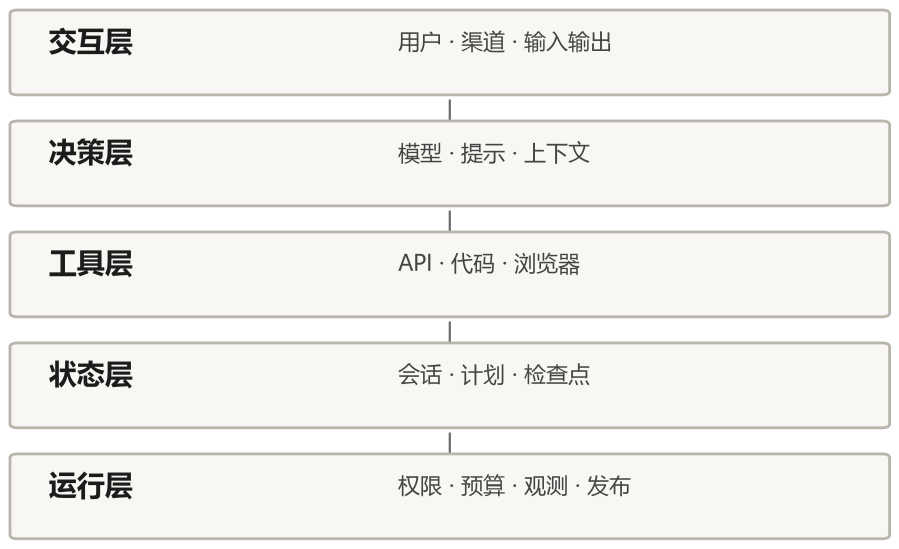 交互层 用户 · 渠道 · 输入输出
决策层 模型 · 提示 · 上下文
工具层 API · 代码 · 浏览器
状态层 会话 · 计划 · 检查点
运行层 权限 · 预算 · 观测 · 发布